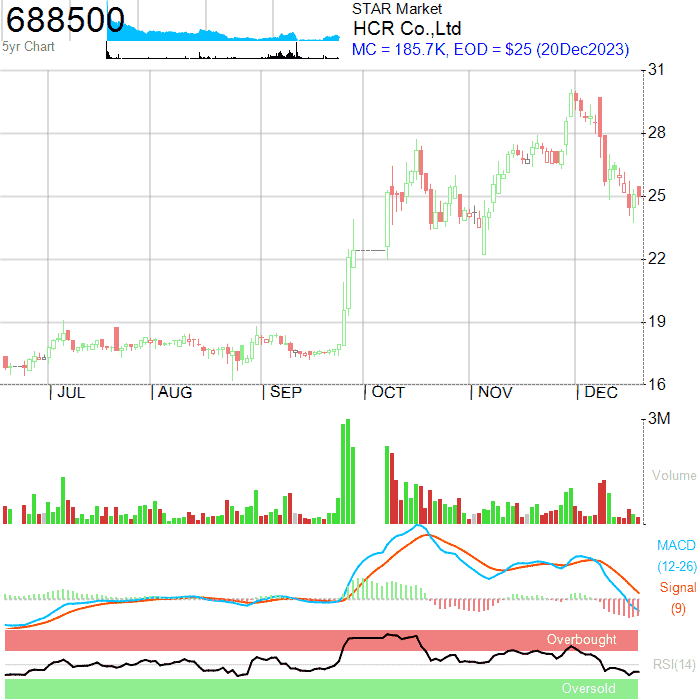 688500
5yr Chart
STAR Market
HCR Co.,Ltd
MC = 185.7K, EOD = $25 (20Dec2023)
31
28
25
22
19
16
JUL AUG SEP OCT NOV DEC
3M
Volume
MACD
(12-26)
Signal
(9)
Overbought
RSI(14)
Oversold